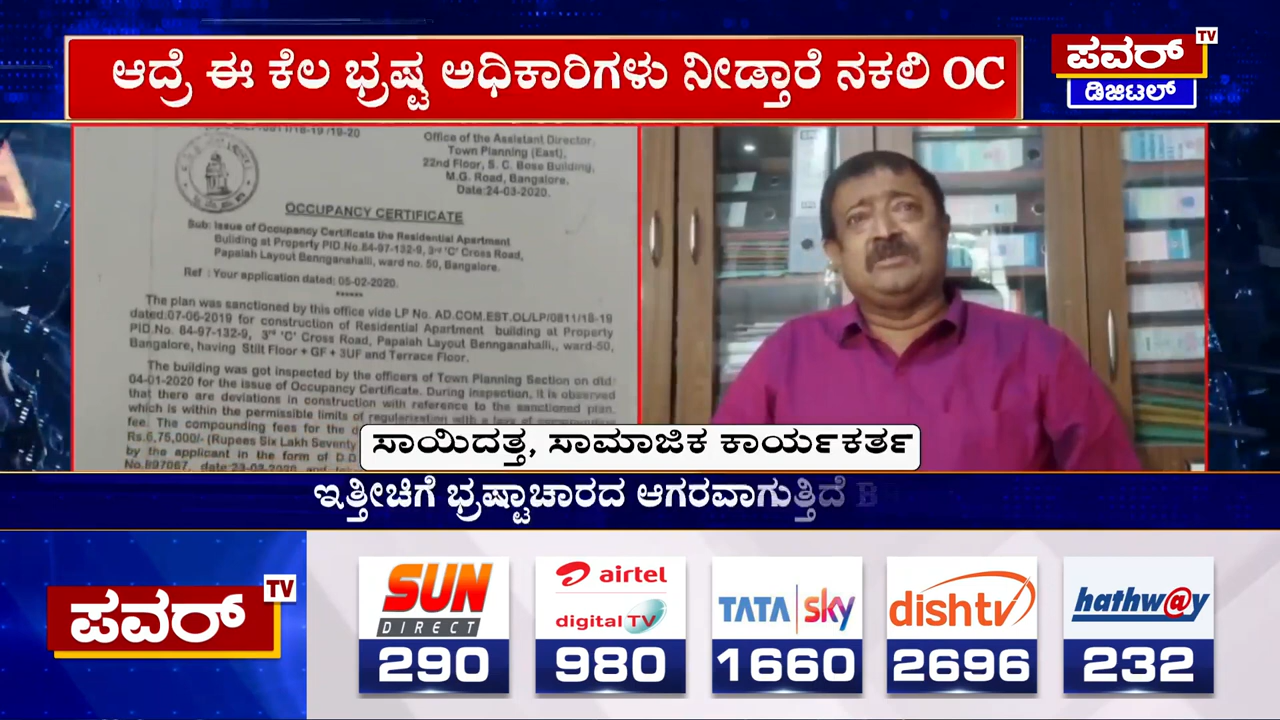 ಆದ್ರೆ ಈ ಕೆಲ ಭ್ರಷ್ಟ ಅಧಿಕಾರಿಗಳು ನೀಡ್ತಾರೆ ನಕಲಿ OC
ಪವರ್ TV
ಡಿಜಿಟಲ್
Office of the Assistant Director,
Town Planning (East),
22nd Floor, S. C. Bose Building,
M.G. Road, Bangalore.
Date:24-03-2020.
OCCUPANCY CERTIFICATE
Sub: Issue of Occupancy Certificate the Residential Apartment
Building at Property PID.No.84-97-132-9, 3rd 'C' Cross Road,
Papaiah Layout Bennganahalli, ward no. 50, Bangalore.
Ref : Your application dated: 05-02-2020.
******
The plan was sanctioned by this office vide LP No. AD.COM.EST.OL/LP/0811/18-19
dated:07-06-2019 for construction of Residential Apartment building at Property
PID.No. 84-97-132-9, 3rd 'C' Cross Road, Papaiah Layout Bennganahalli,, ward-50,
Bangalore, having Stilt Floor + GF + 3UF and Terrace Floor.
The building was got inspected by the officers of Town Planning Section on dtd:
04-01-2020 for the issue of Occupancy Certificate. During inspection, it is observed
that there are deviations in construction with reference to the sanctioned plan,
which is within the permissible limits of regularization with
fee. The compounding fees for the
Rs.6,75,000/- (Rupees Six Lakh Seventy
by the applicant in the form of D.D
No.897067, date:23-03-2020
ಸಾಯಿದತ್ತ, ಸಾಮಾಜಿಕ ಕಾರ್ಯಕರ್ತ
ಇತ್ತೀಚಿಗೆ ಭ್ರಷ್ಟಾಚಾರದ ಆಗರವಾಗುತ್ತಿದೆ B
ಪವರ್ TV
SUN
DIRECT
290
airtel
digital TV
980
TATA sky
1660
dishtv
2696
hathw@y
232